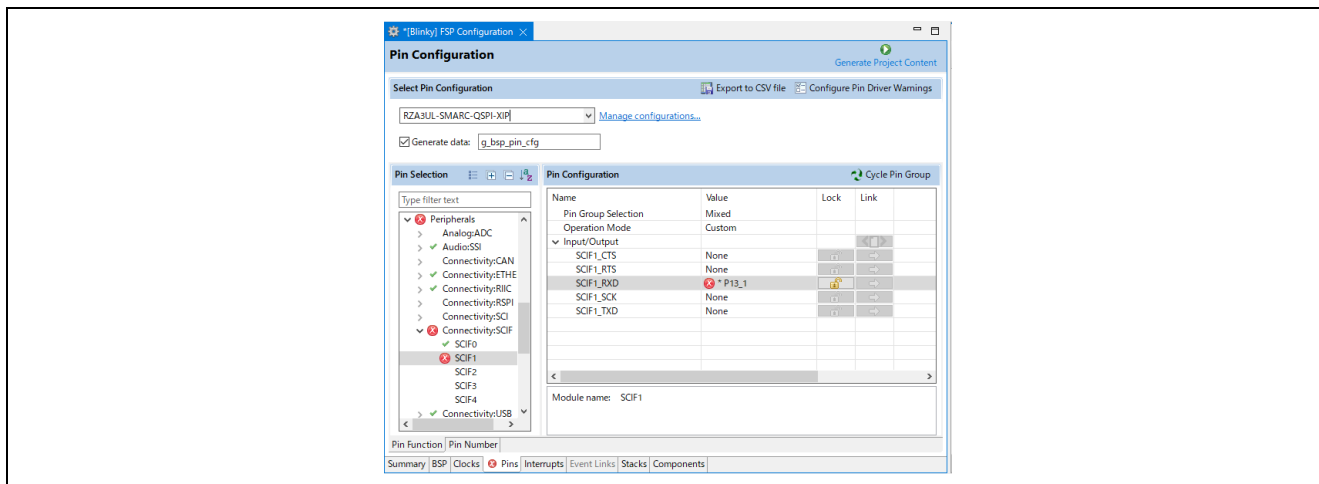 *[Blinky] FSP Configuration
Pin Configuration
Generate Project Content
Select Pin Configuration
Export to CSV file
Configure Pin Driver Warnings
RZA3UL-SMARC-QSPI-XIP
Manage configurations...
Generate data: g_bsp_pin_cfg
Pin Selection
Pin Configuration
Cycle Pin Group
Type filter text
Peripherals
Analog:ADC
Audio:SSI
Connectivity:CAN
Connectivity:ETHE
Connectivity:RIIC
Connectivity:RSPI
Connectivity:SCI
Connectivity:SCIF
SCIF0
SCIF1
SCIF2
SCIF3
SCIF4
Connectivity:USB
Name Value Lock Link
Pin Group Selection Mixed
Operation Mode Custom
Input/Output
SCIF1_CTS None
SCIF1_RTS None
SCIF1_RXD * P13_1
SCIF1_SCK None
SCIF1_TXD None
Module name: SCIF1
Pin Function Pin Number
Summary BSP Clocks Pins Interrupts Event Links Stacks Components